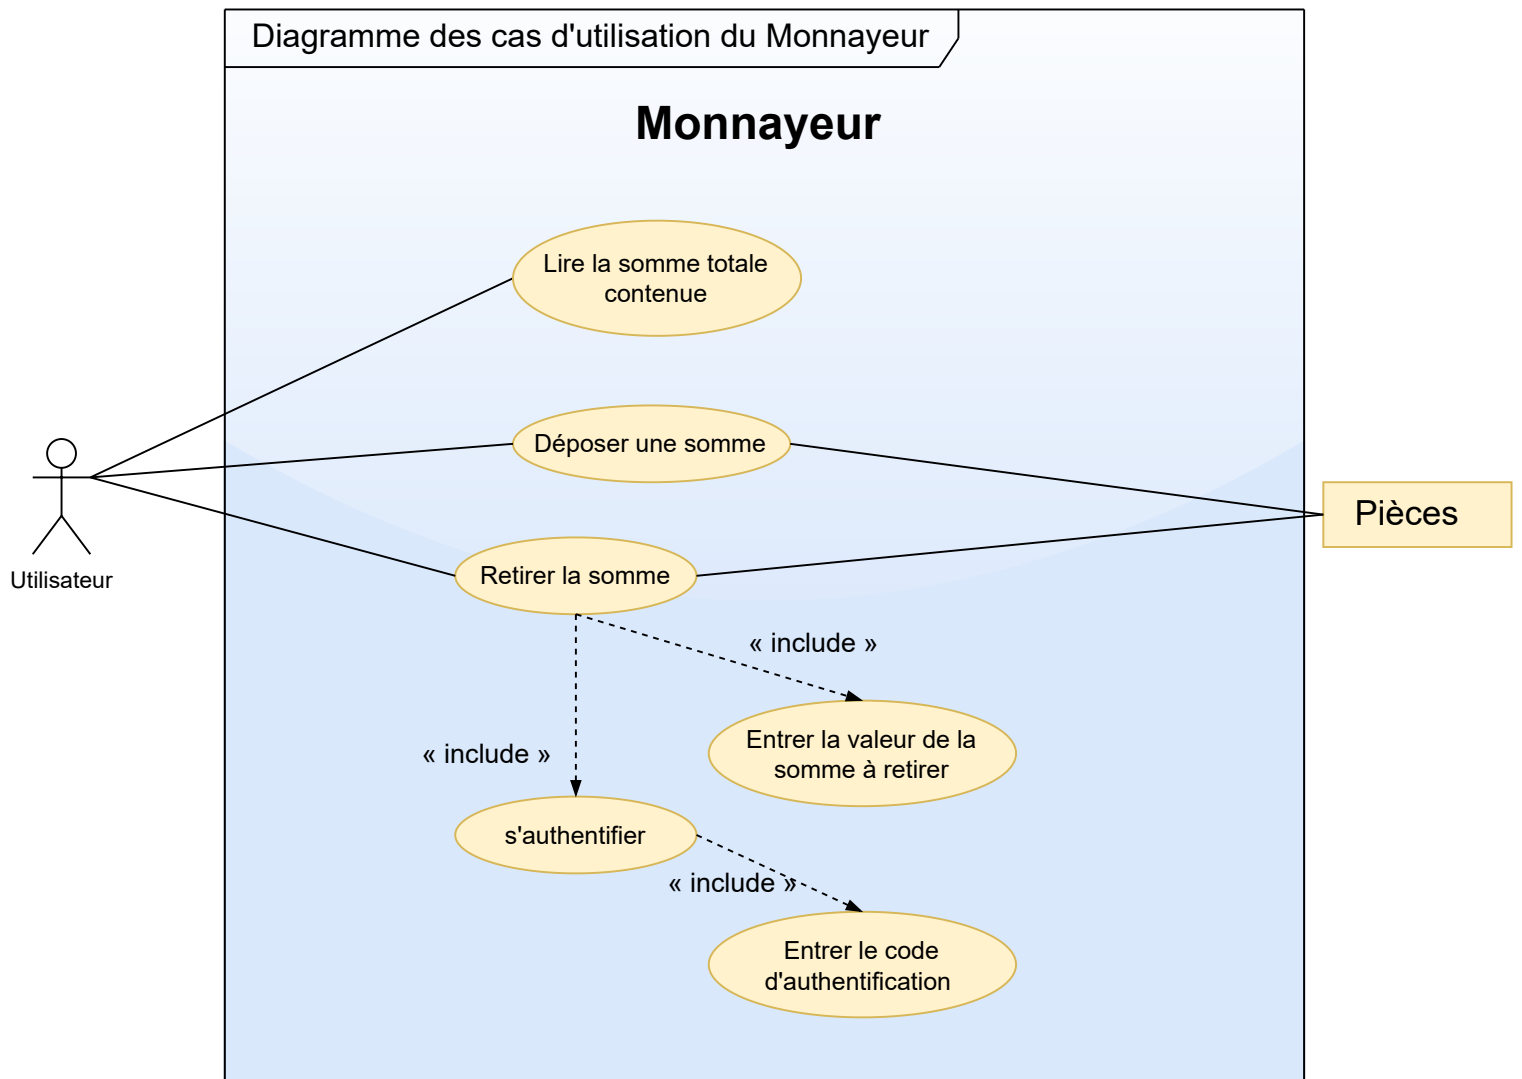 Diagramme des cas d'utilisation du Monnayeur
Monnayeur
Lire la somme totale
contenue
Déposer une somme
Pièces
Retirer la somme
Utilisateur
« include »
Entrer la valeur de la
somme à retirer
« include »
s'authentifier
« include »
Entrer le code
d'authentification